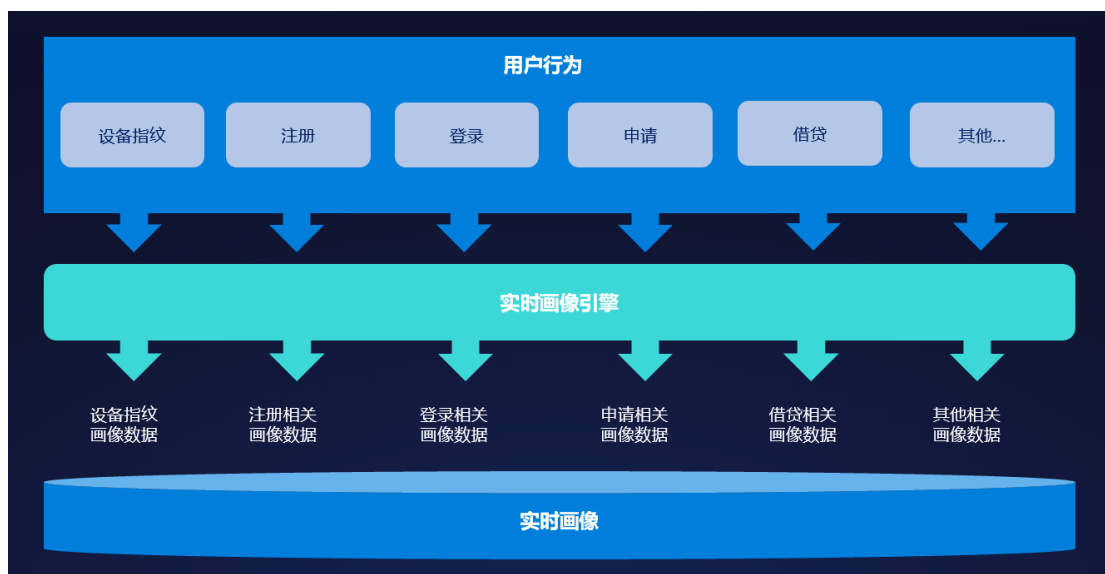 用户行为
设备指纹
注册
登录
申请
借贷
其他...
实时画像引擎
设备指纹
画像数据
注册相关
画像数据
登录相关
画像数据
申请相关
画像数据
借贷相关
画像数据
其他相关
画像数据
实时画像